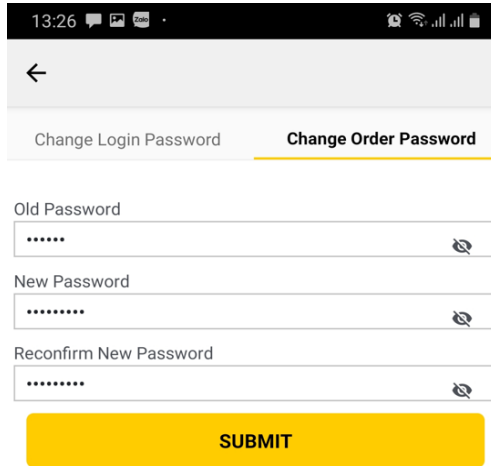 13:26 Zalo
Change Login Password Change Order Password
Old Password
••••••
New Password
•••••••••
Reconfirm New Password
•••••••••
SUBMIT